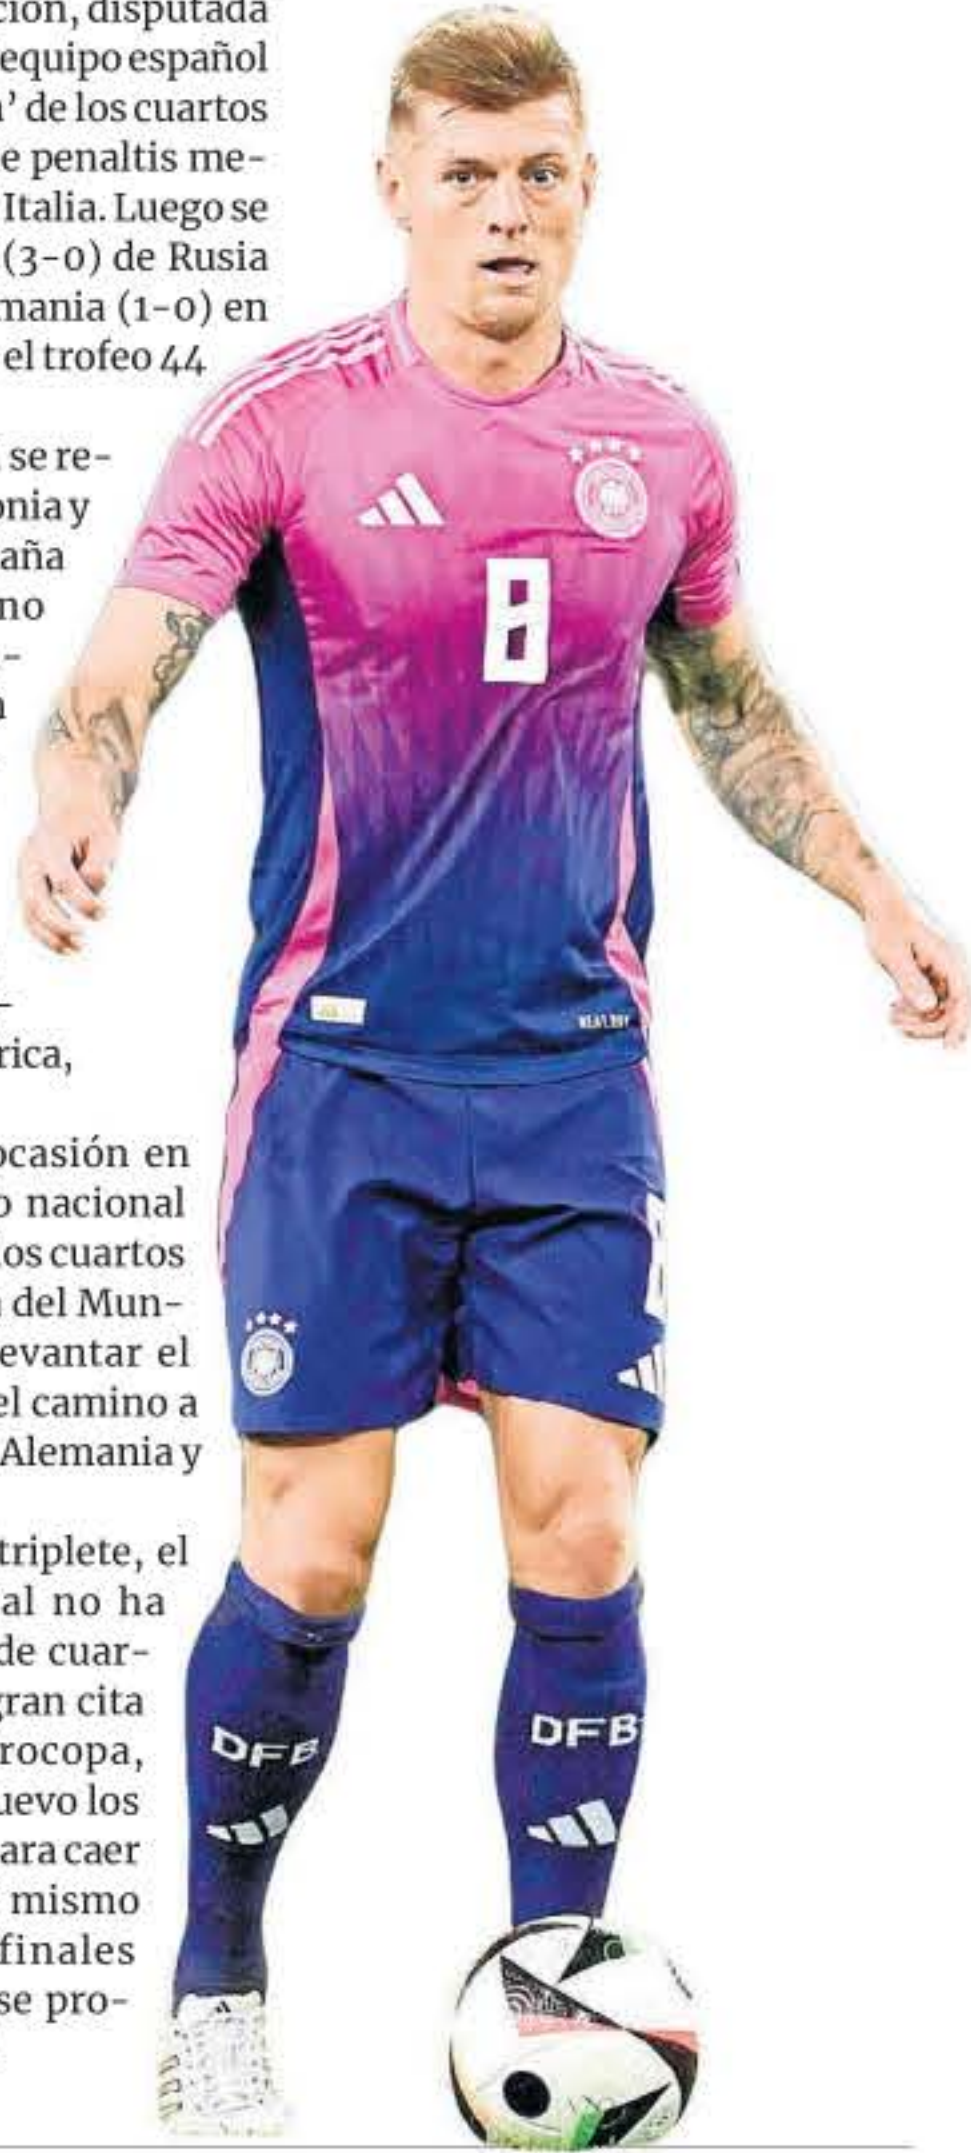 ción, disputada
equipo español
’ de los cuartos
e penaltis me-
Italia. Luego se
(3-0) de Rusia
mania (1-0) en
el trofeo 44
se re-
onia y
aña
no
-
rica,
ocasión en
o nacional
los cuartos
a del Mun-
evantar el
el camino a
Alemania y
triplete, el
al no ha
de cuar-
gran cita
rocopa,
uevo los
ara caer
mismo
finales
se pro-
8
DFB
DFB